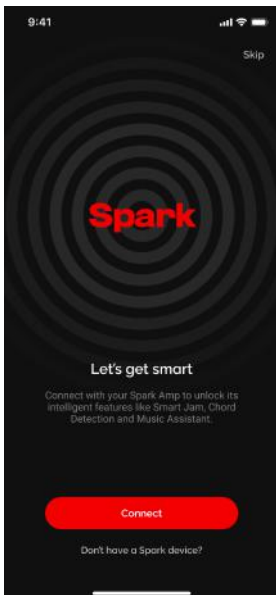 9:41
Skip
Spark
Let's get smart
Connect with your Spark Amp to unlock its
intelligent features like Smart Jam, Chord
Detection and Music Assistant.
Connect
Don't have a Spark device?